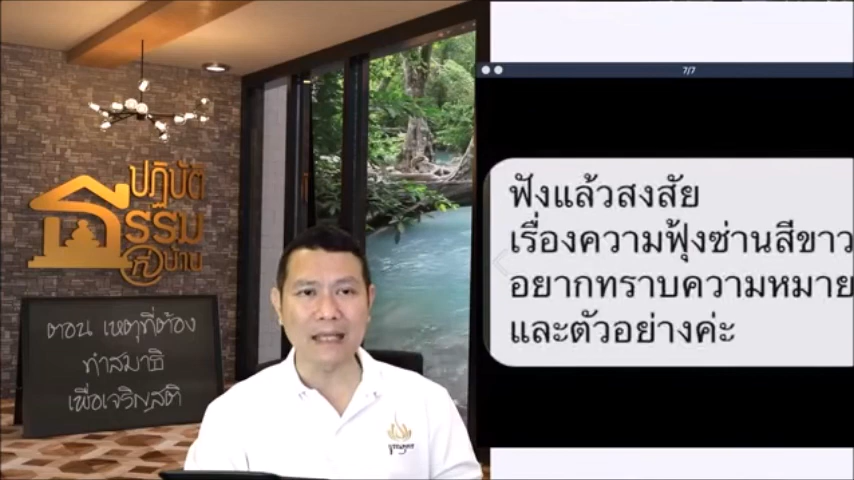 ปฏิบัติ
ธรรม
ที่บ้าน
ตอน เหตุที่ต้อง
ทำสมาธิ
เพื่อเจริญสติ
7/7
ฟังแล้วสงสัย
เรื่องความฟุ้งซ่านสีขาว
อยากทราบความหมาย
และตัวอย่างค่ะ